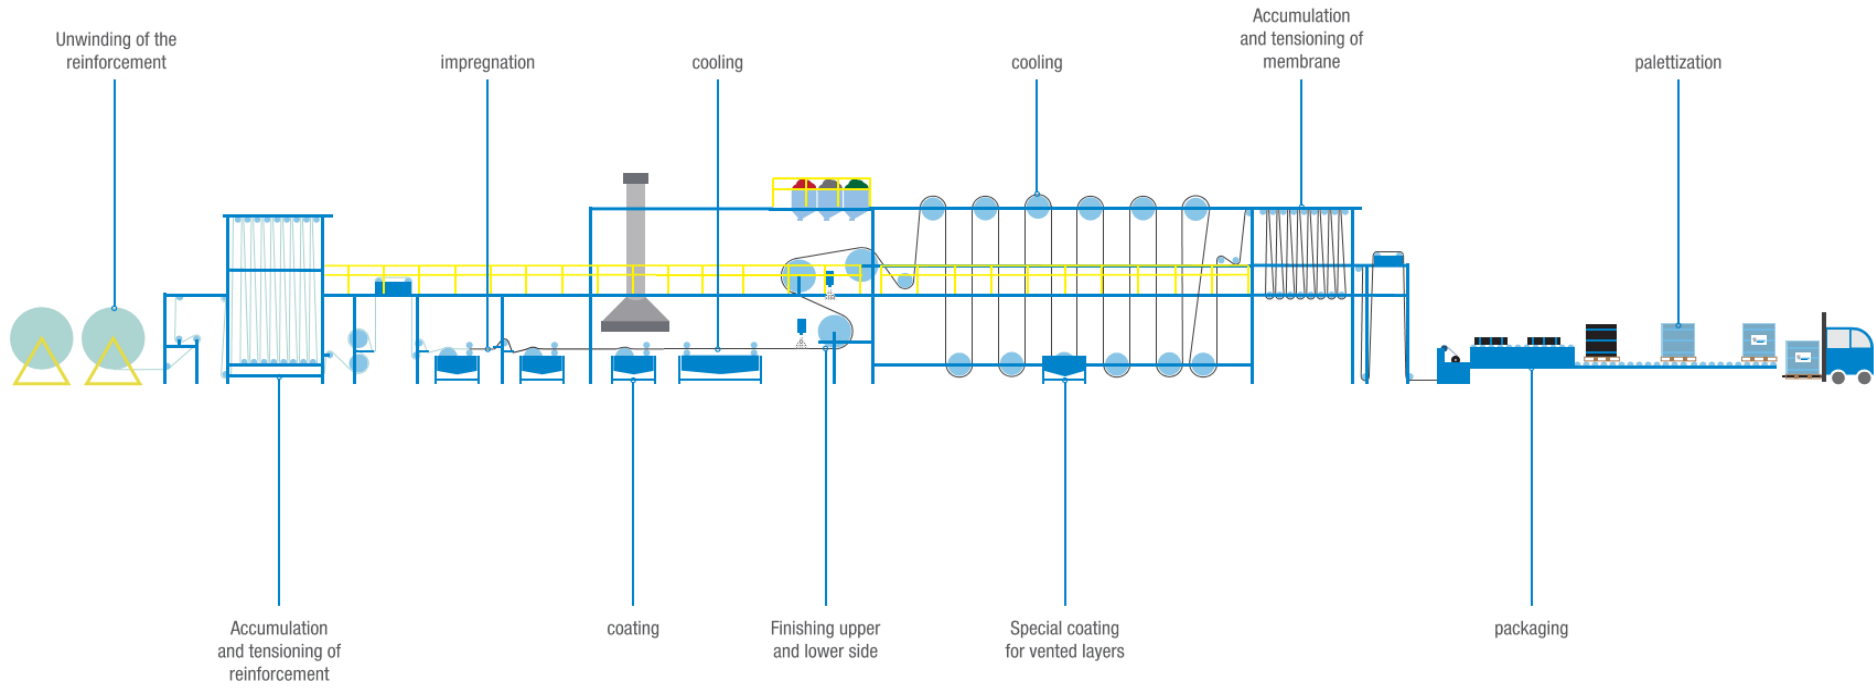 Unwinding of the
reinforcement
impregnation
cooling
cooling
Accumulation
and tensioning of
membrane
palettization
Accumulation
and tensioning of
reinforcement
coating
Finishing upper
and lower side
Special coating
for vented layers
packaging